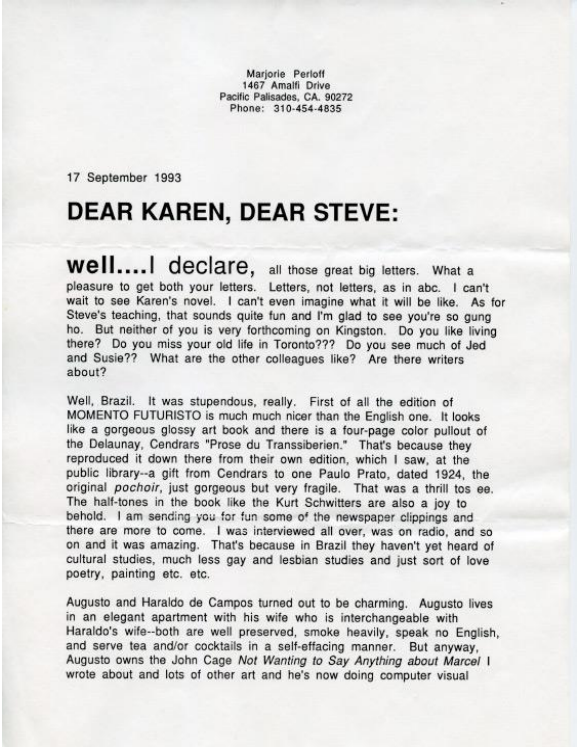 Marjorie Perloff
1467 Amalfi Drive
Pacific Palisades, CA. 90272
Phone: 310-454-4835
17 September 1993
DEAR KAREN, DEAR STEVE:
well....I declare, all those great big letters. What a
pleasure to get both your letters. Letters, not letters, as in abc. I can't
wait to see Karen's novel. I can't even imagine what it will be like. As for
Steve's teaching, that sounds quite fun and I'm glad to see you're so gung
ho. But neither of you is very forthcoming on Kingston. Do you like living
there? Do you miss your old life in Toronto??? Do you see much of Jed
and Susie?? What are the other colleagues like? Are there writers
about?
Well, Brazil. It was stupendous, really. First of all the edition of
MOMENTO FUTURISTO is much much nicer than the English one. It looks
like a gorgeous glossy art book and there is a four-page color pullout of
the Delaunay, Cendrars "Prose du Transsiberien." That's because they
reproduced it down there from their own edition, which I saw, at the
public library--a gift from Cendrars to one Paulo Prato, dated 1924, the
original pochoir, just gorgeous but very fragile. That was a thrill tos ee.
The half-tones in the book like the Kurt Schwitters are also a joy to
behold. I am sending you for fun some of the newspaper clippings and
there are more to come. I was interviewed all over, was on radio, and so
on and it was amazing. That's because in Brazil they haven't yet heard of
cultural studies, much less gay and lesbian studies and just sort of love
poetry, painting etc. etc.
Augusto and Haraldo de Campos turned out to be charming. Augusto lives
in an elegant apartment with his wife who is interchangeable with
Haraldo's wife--both are well preserved, smoke heavily, speak no English,
and serve tea and/or cocktails in a self-effacing manner. But anyway,
Augusto owns the John Cage Not Wanting to Say Anything about Marcel I
wrote about and lots of other art and he's now doing computer visual